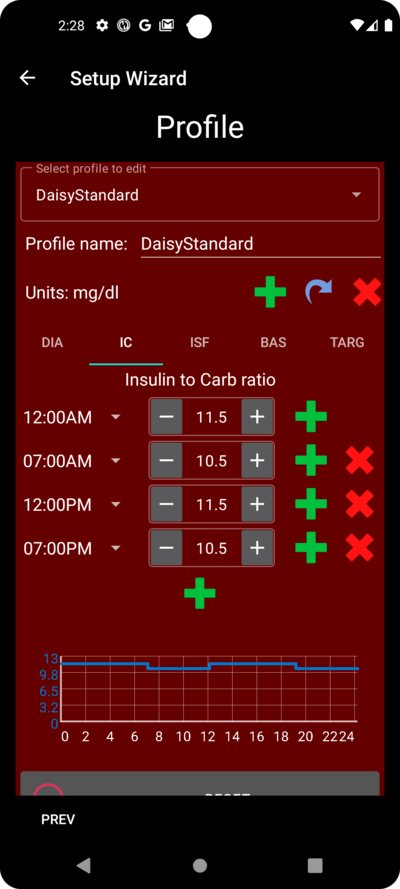 2:28 G M
Setup Wizard
Profile
Select profile to edit
DaisyStandard
Profile name: DaisyStandard
Units: mg/dl
DIA IC ISF BAS TARG
Insulin to Carb ratio
12:00AM − 11.5 +
07:00AM − 10.5 +
12:00PM − 11.5 +
07:00PM − 10.5 +
13
9.8
6.5
3.2
0
0 2 4 6 8 10 12 14 16 18 20 22 24
RESET
PREV